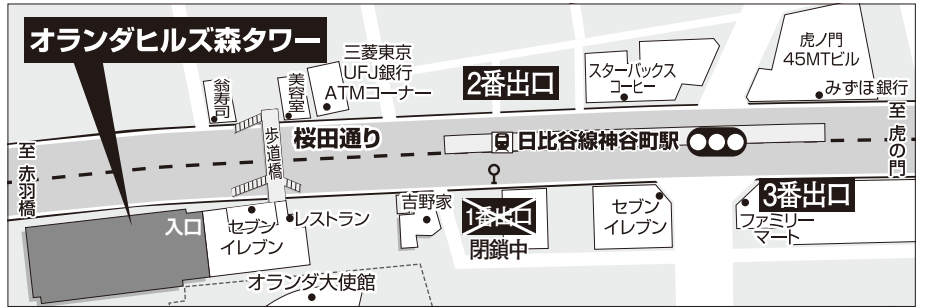 オランダヒルズ森タワー
翁寿司
美容室
三菱東京
UFJ銀行
ATMコーナー
2番出口
スターバックス
コーヒー
虎ノ門
45MTビル
みずほ銀行
至 虎の門
桜田通り
歩道橋
日比谷線神谷町駅
至 赤羽橋
入口
セブン
イレブン
レストラン
吉野家
1番出口
閉鎖中
セブン
イレブン
3番出口
ファミリー
マート
オランダ大使館